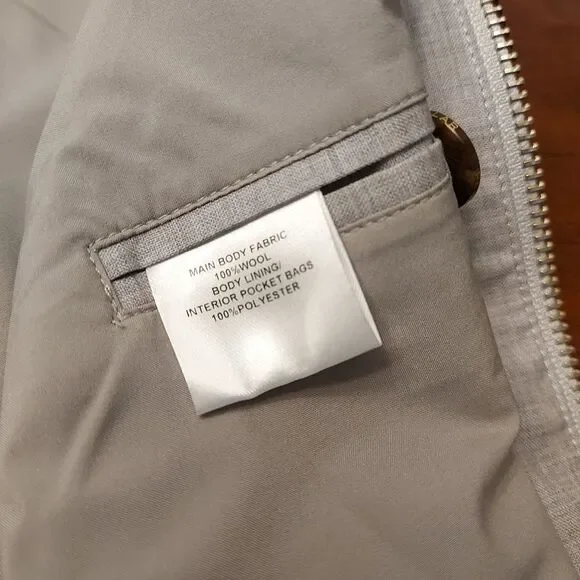 MAIN BODY FABRIC
100%WOOL
BODY LINING/
INTERIOR POCKET BAGS
100%POLYESTER